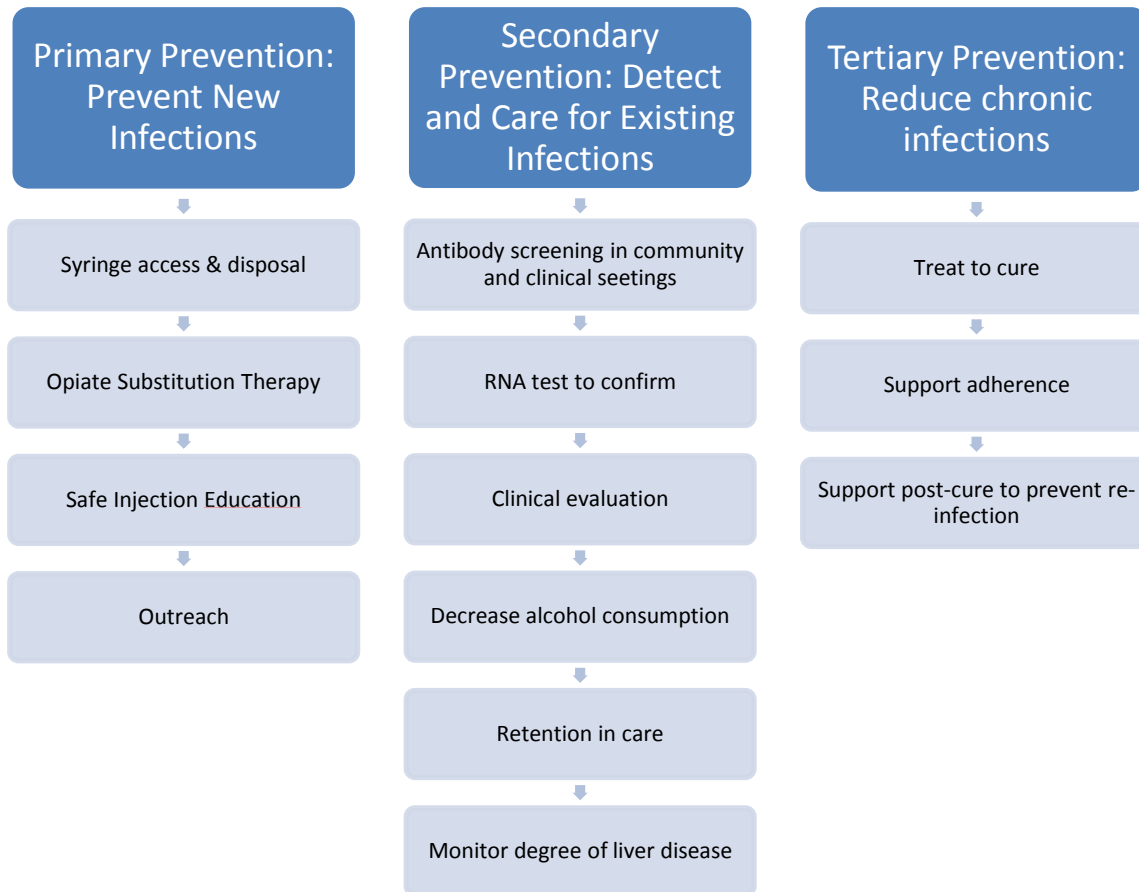 Primary Prevention:
Prevent New
Infections
Syringe access & disposal
Opiate Substitution Therapy
Safe Injection Education
Outreach
Secondary
Prevention: Detect
and Care for Existing
Infections
Antibody screening in community
and clinical seetings
RNA test to confirm
Clinical evaluation
Decrease alcohol consumption
Retention in care
Monitor degree of liver disease
Tertiary Prevention:
Reduce chronic
infections
Treat to cure
Support adherence
Support post-cure to prevent re-
infection